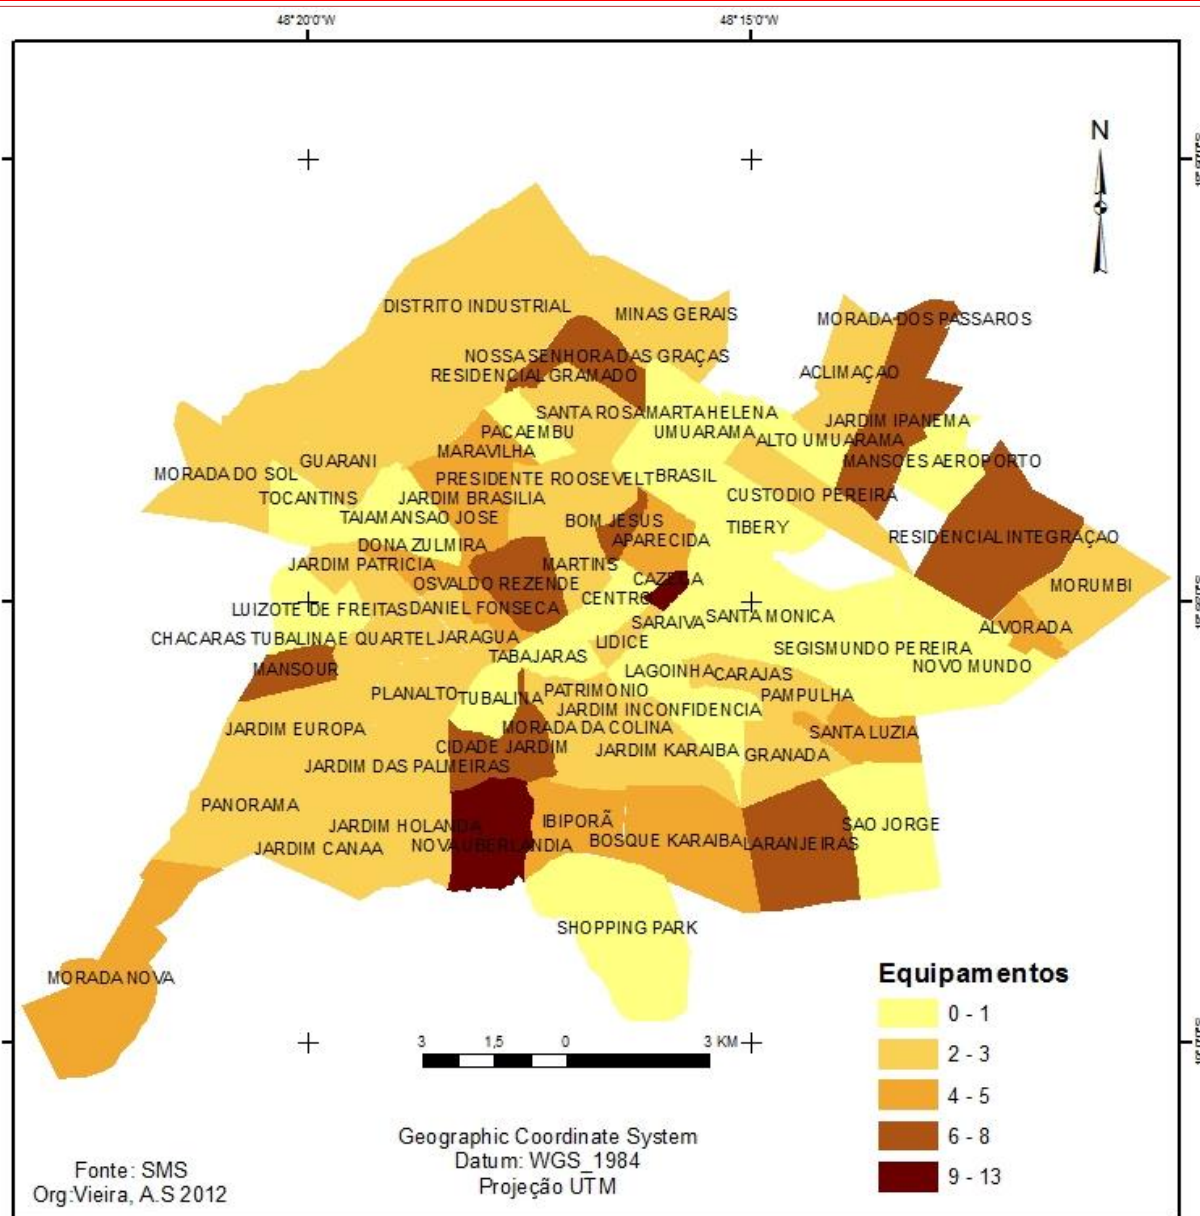 48°20'0"W
48°15'0"W
N
DISTRITO INDUSTRIAL
MINAS GERAIS
MORADA DOS PASSAROS
NOSSA SENHORA DAS GRAÇAS
RESIDENCIAL GRAMADO
ACLIMAÇAO
SANTA ROSA
MARTA HELENA
JARDIM IPANEMA
PACAEMBU
UMUARAMA
ALTO UMUARAMA
MARAVILHA
GUARANI
MANSOES AEROPORTO
MORADA DO SOL
PRESIDENTE ROOSEVELT
BRASIL
TOCANTINS
JARDIM BRASILIA
CUSTODIO PEREIRA
TAIAMAN
SAO JOSE
BOM JESUS
TIBERY
DONA ZULMIRA
APARECIDA
RESIDENCIAL INTEGRAÇAO
JARDIM PATRICIA
MARTINS
OSVALDO REZENDE
CAZECA
MORUMBI
CENTRO
LUIZOTE DE FREITAS
DANIEL FONSECA
SARAIVA
SANTA MONICA
ALVORADA
CHACARAS TUBALINA E QUARTEL
JARAGUA
LIDICE
SEGISMUNDO PEREIRA
TABAJARAS
NOVO MUNDO
MANSOUR
LAGOINHA
CARAJAS
PLANALTO
TUBALINA
PATRIMONIO
PAMPULHA
JARDIM INCONFIDENCIA
JARDIM EUROPA
MORADA DA COLINA
SANTA LUZIA
CIDADE JARDIM
JARDIM KARAIBA
GRANADA
JARDIM DAS PALMEIRAS
PANORAMA
JARDIM HOLANDA
IBIPORÃ
SAO JORGE
JARDIM CANAA
NOVA UBERLANDIA
BOSQUE KARAIBA
LARANJEIRAS
SHOPPING PARK
MORADA NOVA
Equipamentos
0 - 1
2 - 3
4 - 5
6 - 8
9 - 13
3 1,5 0 3 KM
Geographic Coordinate System
Datum: WGS_1984
Projeção UTM
Fonte: SMS
Org:Vieira, A.S 2012